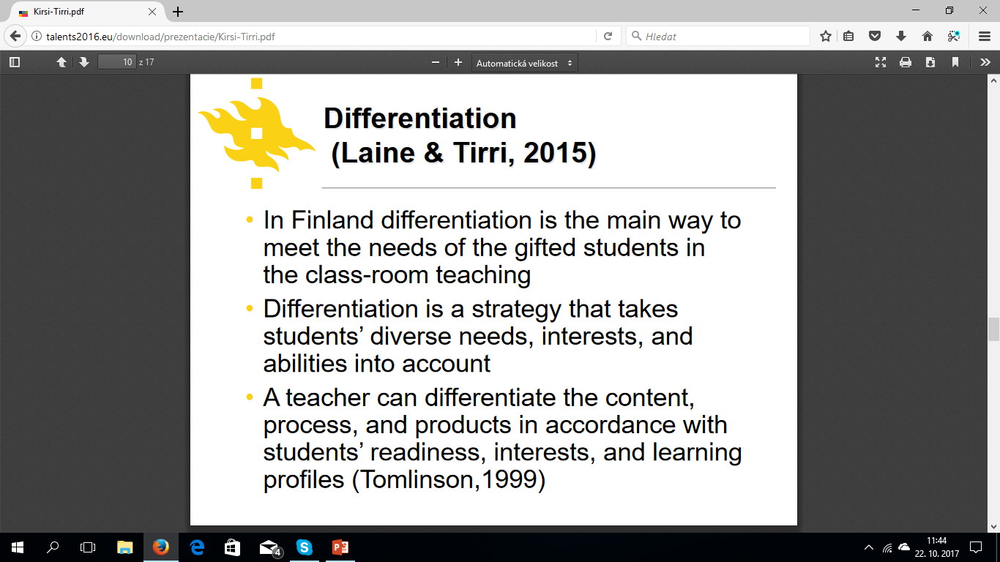 Kirsi-Tirri.pdf
talents2016.eu/download/prezentacie/Kirsi-Tirri.pdf
Hledat
10 z 17
Automatická velikost
Differentiation
(Laine & Tirri, 2015)
• In Finland differentiation is the main way to
meet the needs of the gifted students in
the class-room teaching
• Differentiation is a strategy that takes
students’ diverse needs, interests, and
abilities into account
• A teacher can differentiate the content,
process, and products in accordance with
students’ readiness, interests, and learning
profiles (Tomlinson,1999)
4
11:44
22. 10. 2017